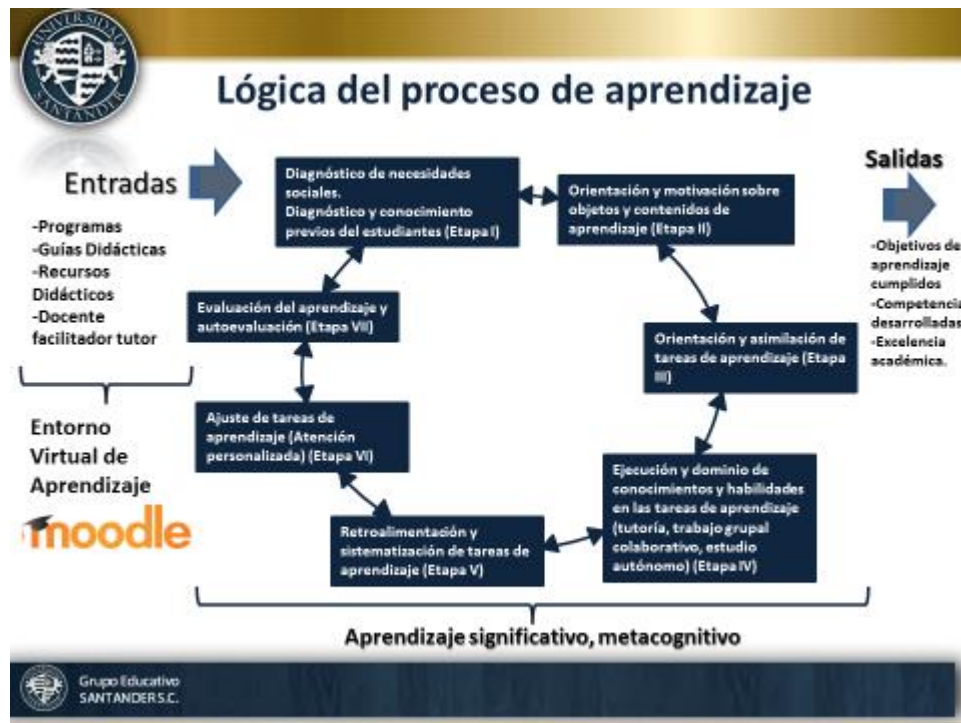 UNIVERSIDAD
SANTANDER
Lógica del proceso de aprendizaje
Entradas
-Programas
-Guías Didácticas
-Recursos
Didácticos
-Docente
facilitador tutor
Entorno
Virtual de
Aprendizaje
moodle
Diagnóstico de necesidades
sociales.
Diagnóstico y conocimiento
previos del estudiantes (Etapa I)
Orientación y motivación sobre
objetos y contenidos de
aprendizaje (Etapa II)
Orientación y asimilación de
tareas de aprendizaje (Etapa
III)
Ejecución y dominio de
conocimientos y habilidades
en las tareas de aprendizaje
(tutoría, trabajo grupal
colaborativo, estudio
autónomo) (Etapa IV)
Retroalimentación y
sistematización de tareas de
aprendizaje (Etapa V)
Ajuste de tareas de
aprendizaje (Atención
personalizada) (Etapa VI)
Evaluación del aprendizaje y
autoevaluación (Etapa VII)
Salidas
-Objetivos de
aprendizaje
cumplidos
-Competencia
desarrolladas
-Excelencia
académica.
Aprendizaje significativo, metacognitivo
Grupo Educativo
SANTANDER S.C.